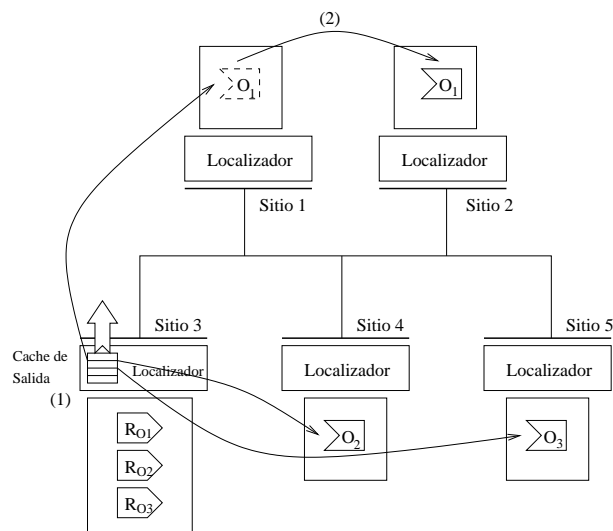 (2)
O1
O1
Localizador
Localizador
Sitio 1
Sitio 2
Sitio 3
Sitio 4
Sitio 5
Cache de
Salida
(1)
Localizador
Localizador
Localizador
RO1
RO2
RO3
O2
O3